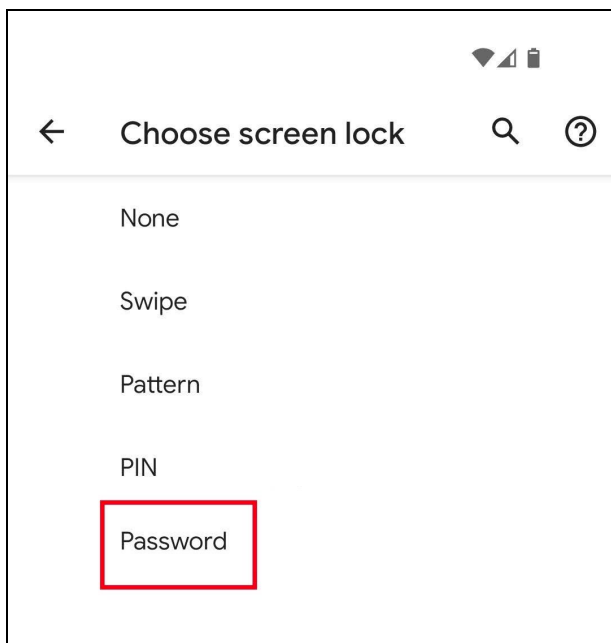 Choose screen lock
None
Swipe
Pattern
PIN
Password